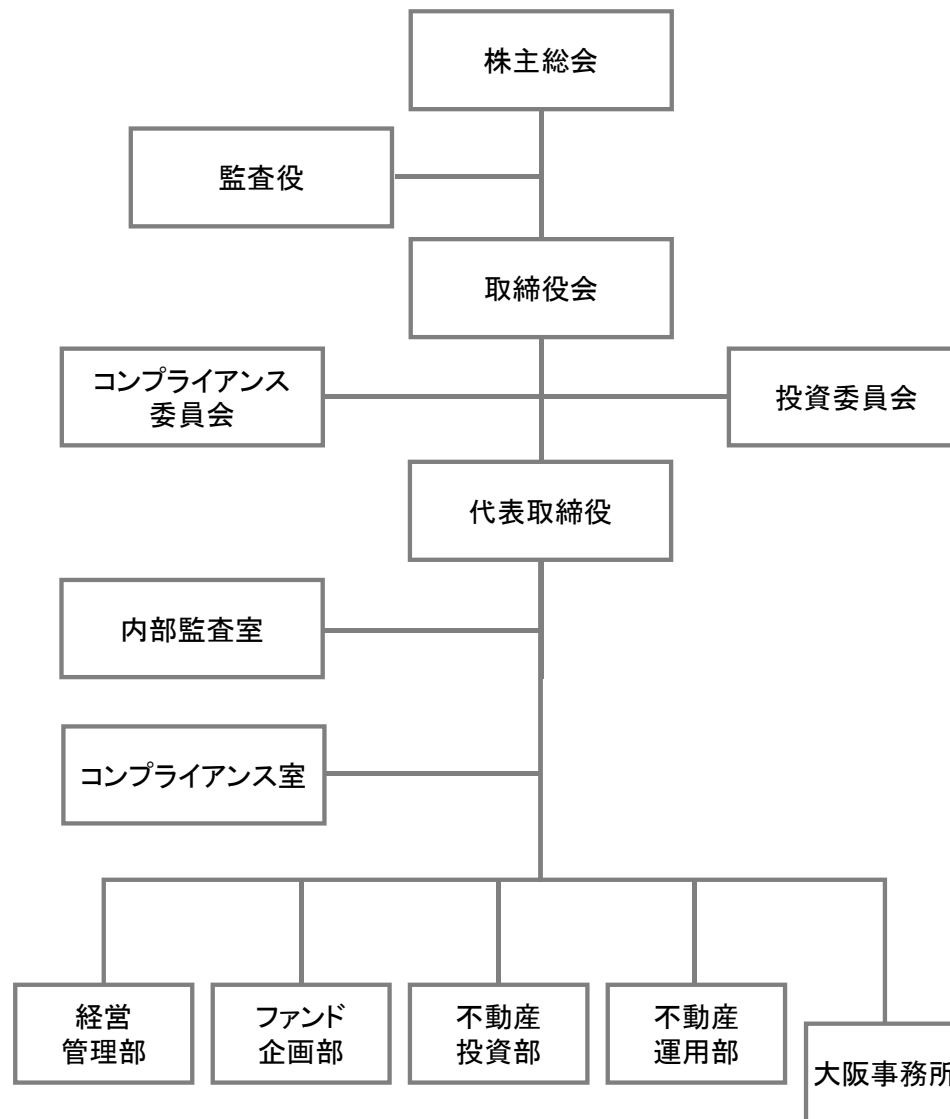 株主総会
監査役
取締役会
コンプライアンス
委員会
投資委員会
代表取締役
内部監査室
コンプライアンス室
経営
管理部
ファンド
企画部
不動産
投資部
不動産
運用部
大阪事務所